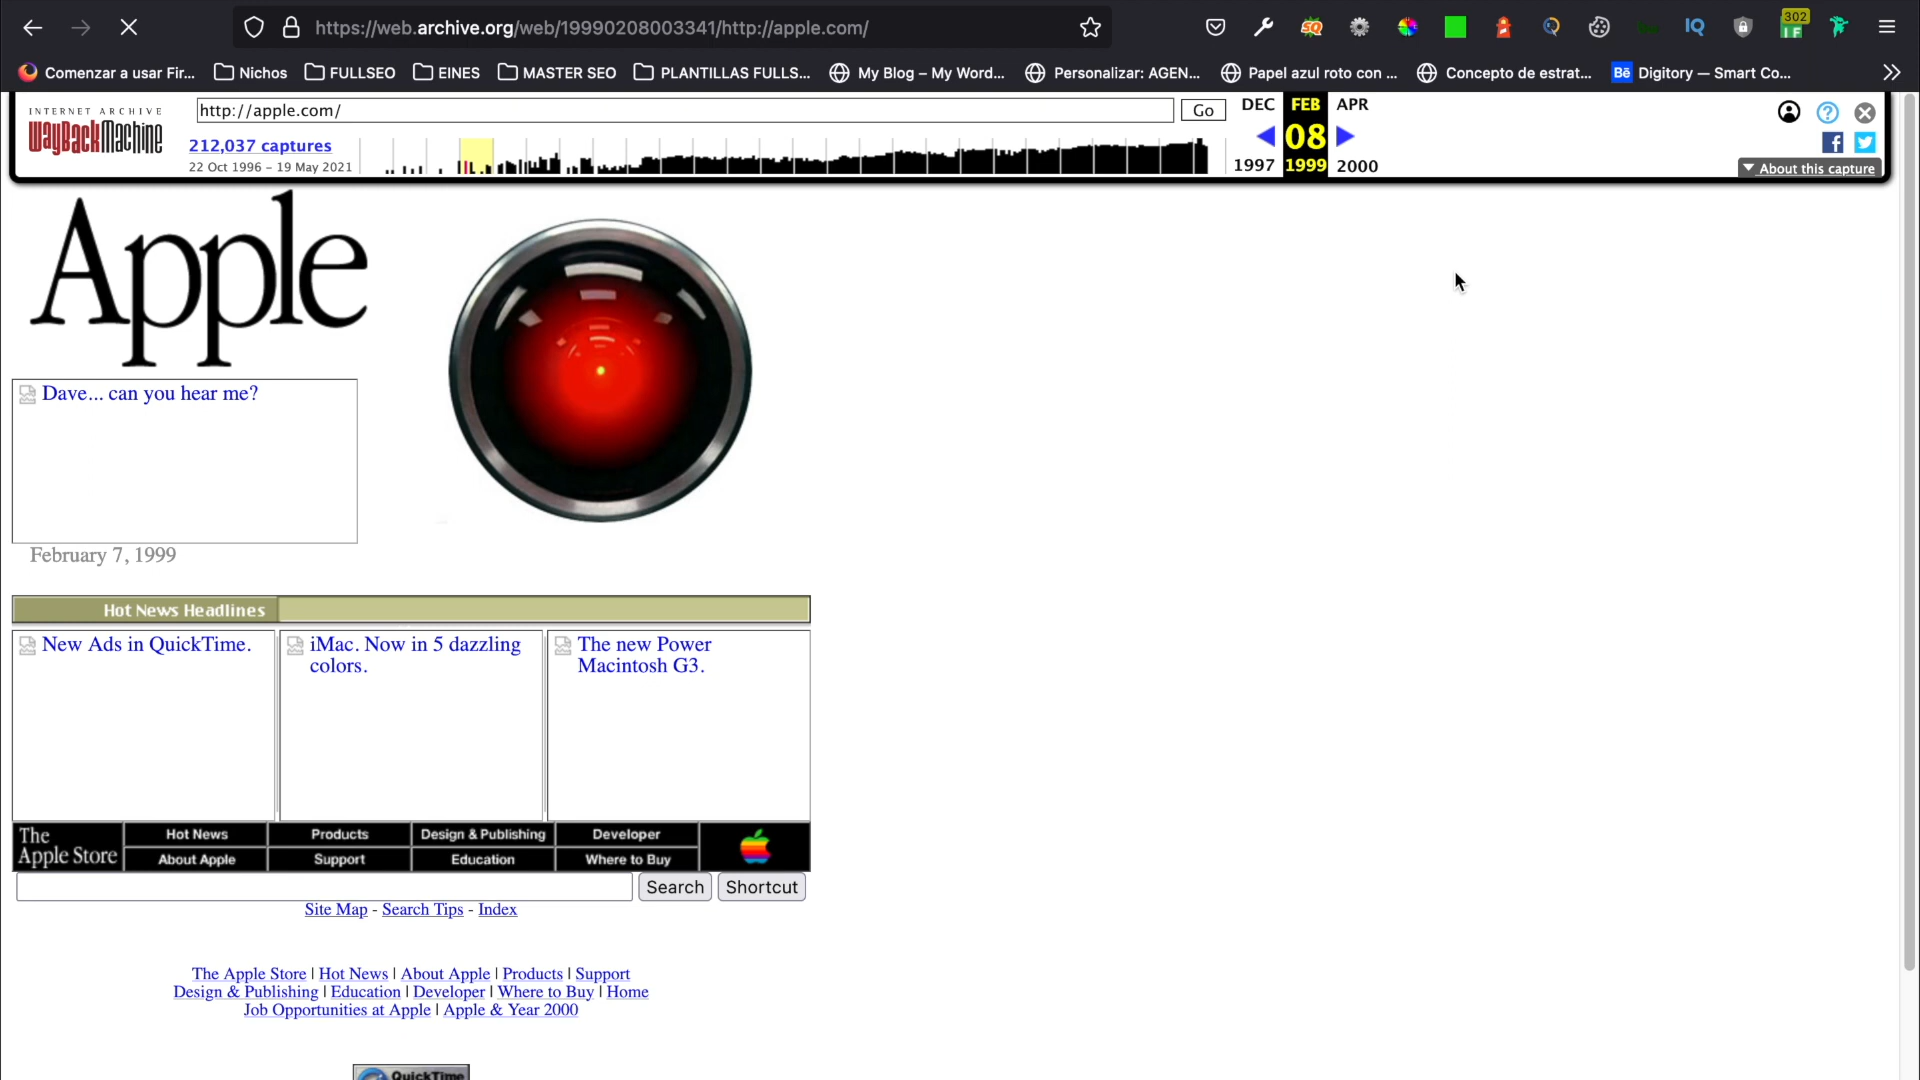 https://web.archive.org/web/19990208003341/http://apple.com/
302
Comenzar a usar Fir...
Nichos
FULLSEO
EINES
MASTER SEO
PLANTILLAS FULLS...
My Blog – My Word...
Personalizar: AGEN...
Papel azul roto con ...
Concepto de estrat...
Bē Digitory — Smart Co...
INTERNET ARCHIVE
WayBackMachine
http://apple.com/
Go
212,037 captures
22 Oct 1996 – 19 May 2021
DEC FEB APR
08
1997 1999 2000
About this capture
Apple
Dave... can you hear me?
February 7, 1999
Hot News Headlines
New Ads in QuickTime.
iMac. Now in 5 dazzling
colors.
The new Power
Macintosh G3.
The
Apple Store
Hot News Products Design & Publishing Developer
About Apple Support Education Where to Buy
Search Shortcut
Site Map - Search Tips - Index
The Apple Store | Hot News | About Apple | Products | Support
Design & Publishing | Education | Developer | Where to Buy | Home
Job Opportunities at Apple | Apple & Year 2000
QuickTime